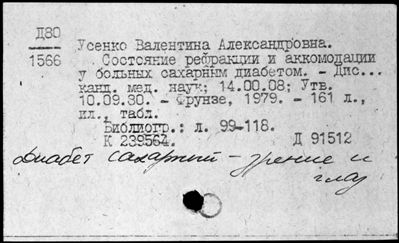 Д80
1566
Усенко Валентина Александровна.
Состояние рефракции и аккомодации
у больных сахарным диабетом. - Дис...
канд. мед. наук; 14.00.08; Утв.
10.09.80. - Фрунзе, 1979. - 161 л.,
ил., табл.
Библиогр.: л. 99-118.
К 239564. Д 91512
Диабет сахарный - зрение и
глаз